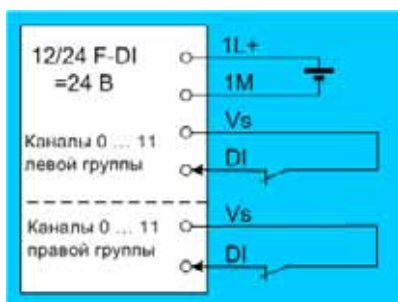 12/24 F-DI
=24 В
1L+
1M
Vs
Каналы 0 ... 11
левой группы
DI
Vs
Каналы 0 ... 11
правой группы
DI